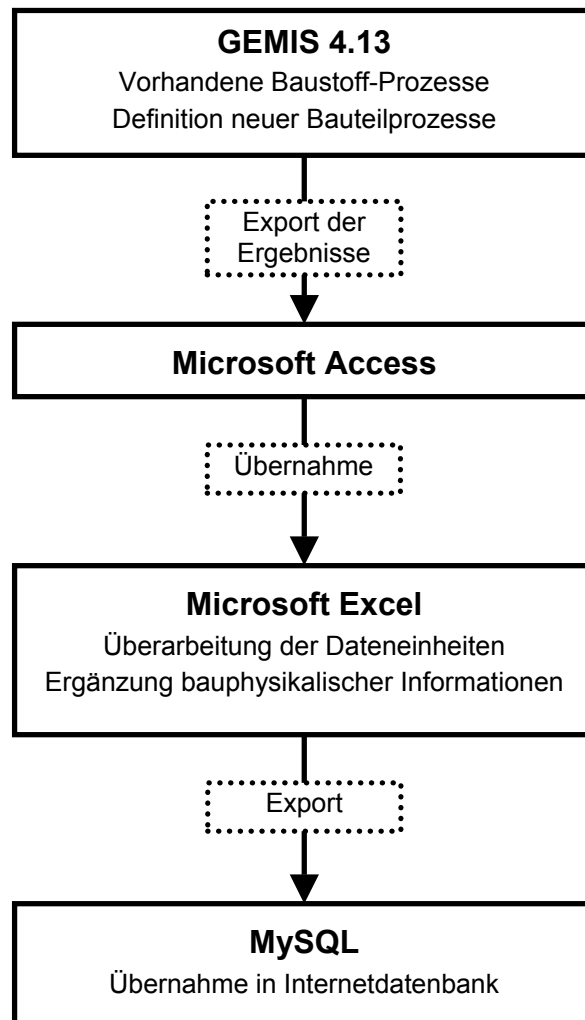 GEMIS 4.13
Vorhandene Baustoff-Prozesse
Definition neuer Bauteilprozesse
Export der
Ergebnisse
Microsoft Access
Übernahme
Microsoft Excel
Überarbeitung der Dateneinheiten
Ergänzung bauphysikalischer Informationen
Export
MySQL
Übernahme in Internetdatenbank